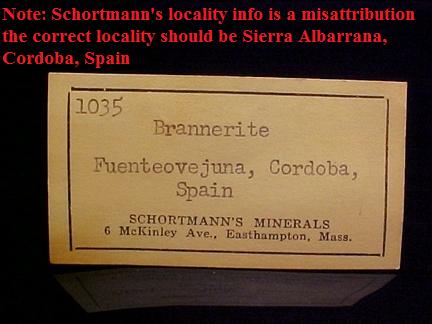 Note: Schortmann's locality info is a misattribution
the correct locality should be Sierra Albarrana,
Cordoba, Spain
1035
Brannerite
Fuenteovejuna, Cordoba,
Spain
SCHORTMANN'S MINERALS
6 McKinley Ave., Easthampton, Mass.